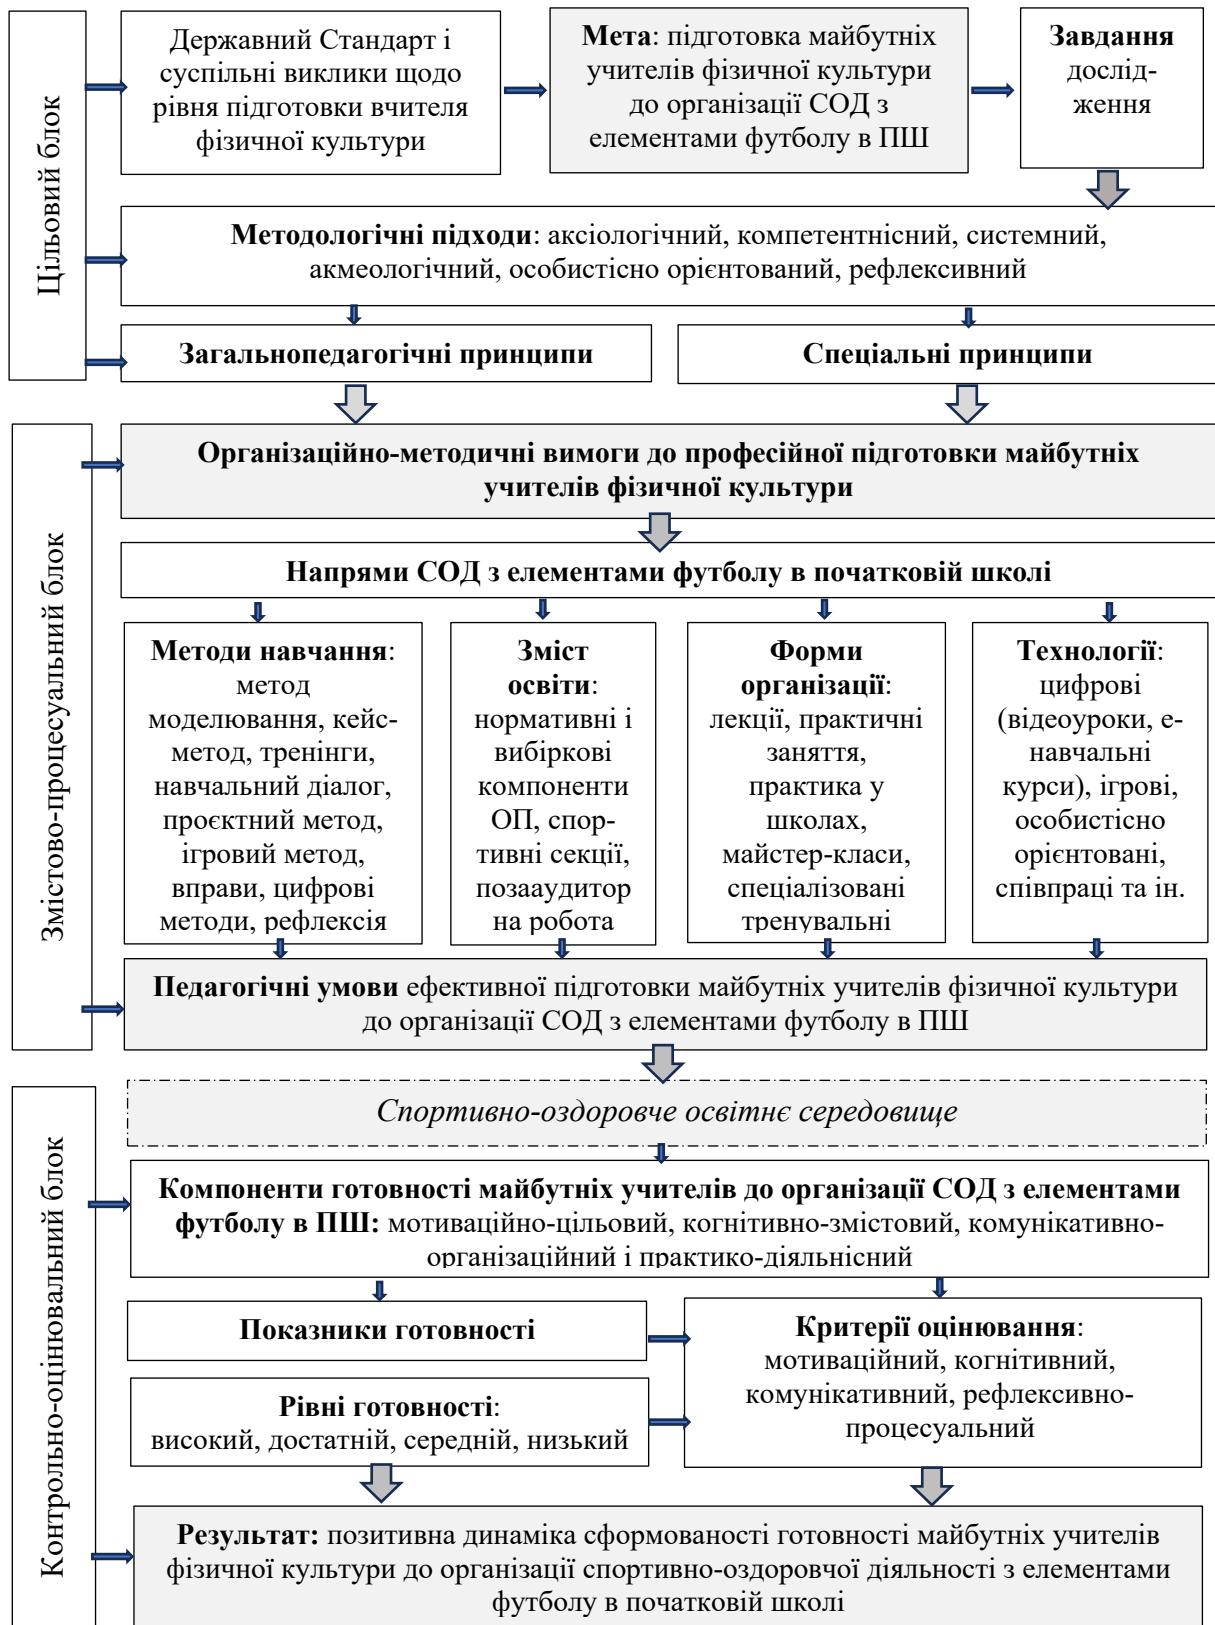 Цільовий блок
Державний Стандарт і
суспільні виклики щодо
рівня підготовки вчителя
фізичної культури
Мета: підготовка майбутніх
учителів фізичної культури
до організації СОД з
елементами футболу в ПШ
Завдання
дослід-
ження
Методологічні підходи: аксіологічний, компетентнісний, системний,
акмеологічний, особистісно орієнтований, рефлексивний
Загальнопедагогічні принципи
Спеціальні принципи
Змістово-процесуальний блок
Організаційно-методичні вимоги до професійної підготовки майбутніх
учителів фізичної культури
Напрями СОД з елементами футболу в початковій школі
Методи навчання:
метод
моделювання, кейс-
метод, тренінги,
навчальний діалог,
проєктний метод,
ігровий метод,
вправи, цифрові
методи, рефлексія
Зміст
освіти:
нормативні і
вибіркові
компоненти
ОП, спор-
тивні секції,
позааудитор
на робота
Форми
організації:
лекції, практичні
заняття,
практика у
школах,
майстер-класи,
спеціалізовані
тренувальні
Технології:
цифрові
(відеоуроки, е-
навчальні
курси), ігрові,
особистісно
орієнтовані,
співпраці та ін.
Педагогічні умови ефективної підготовки майбутніх учителів фізичної культури
до організації СОД з елементами футболу в ПШ
Контрольно-оцінювальний блок
Спортивно-оздоровче освітнє середовище
Компоненти готовності майбутніх учителів до організації СОД з елементами
футболу в ПШ: мотиваційно-цільовий, когнітивно-змістовий, комунікативно-
організаційний і практико-діяльнісний
Показники готовності
Рівні готовності:
високий, достатній, середній, низький
Критерії оцінювання:
мотиваційний, когнітивний,
комунікативний, рефлексивно-
процесуальний
Результат: позитивна динаміка сформованості готовності майбутніх учителів
фізичної культури до організації спортивно-оздоровчої діяльності з елементами
футболу в початковій школі